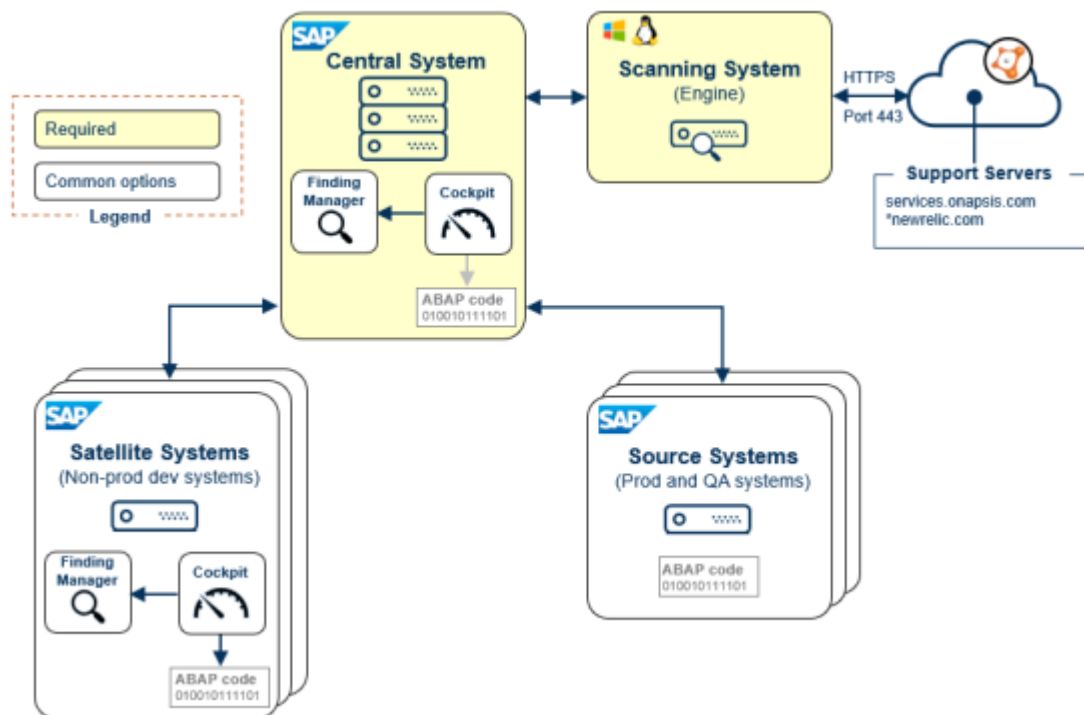 SAP
Central System
Finding
Manager
Cockpit
ABAP code
010010111101
Scanning System
(Engine)
HTTPS
Port 443
Support Servers
services.onapsis.com
*newrelic.com
Required
Common options
Legend
SAP
Satellite Systems
(Non-prod dev systems)
Finding
Manager
Cockpit
ABAP code
010010111101
SAP
Source Systems
(Prod and QA systems)
ABAP code
010010111101